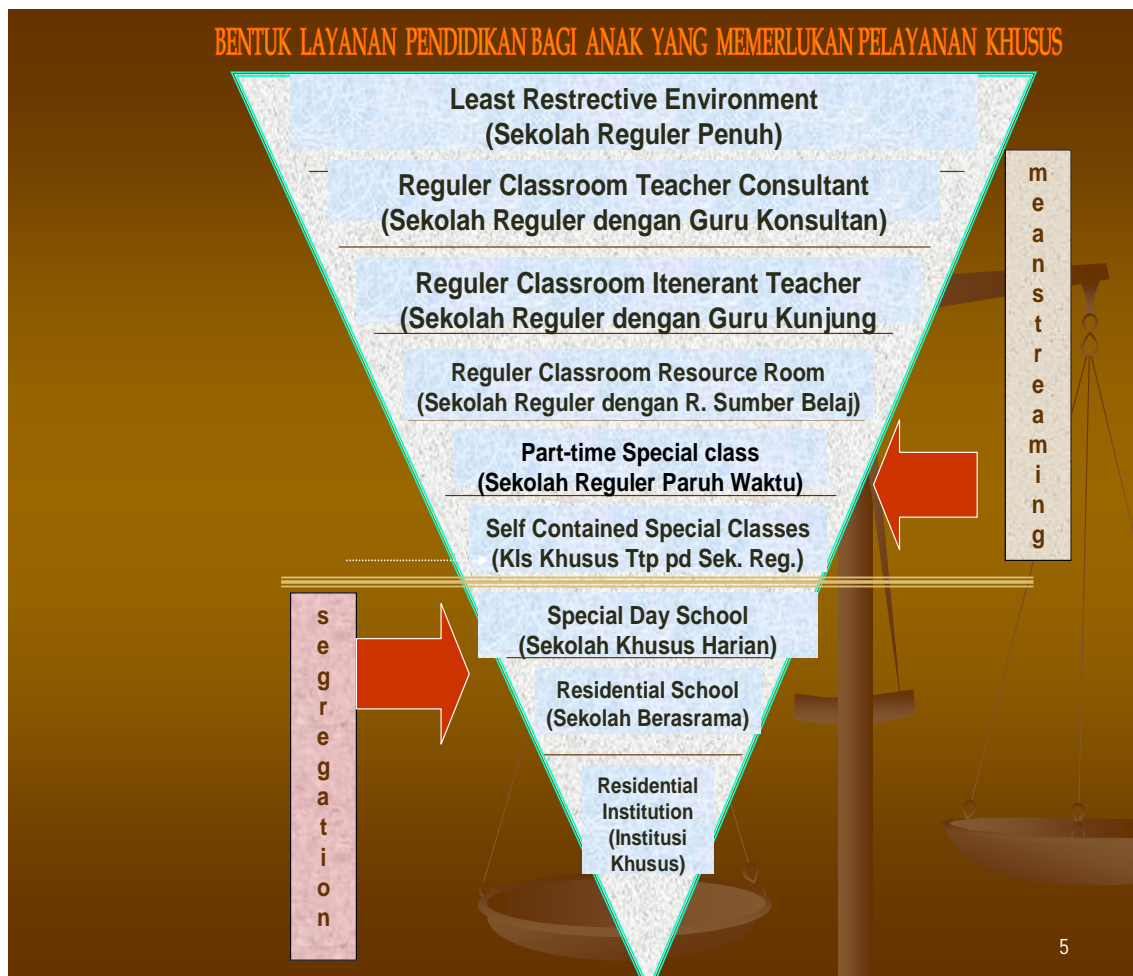 BENTUK LAYANAN PENDIDIKAN BAGI ANAK YANG MEMERLUKAN PELAYANAN KHUSUS
Least Restrective Environment
(Sekolah Reguler Penuh)
Reguler Classroom Teacher Consultant
(Sekolah Reguler dengan Guru Konsultan)
Reguler Classroom Itenerant Teacher
(Sekolah Reguler dengan Guru Kunjung
Reguler Classroom Resource Room
(Sekolah Reguler dengan R. Sumber Belaj)
Part-time Special class
(Sekolah Reguler Paruh Waktu)
Self Contained Special Classes
(Kls Khusus Ttp pd Sek. Reg.)
meanstreaming
segregation
Special Day School
(Sekolah Khusus Harian)
Residential School
(Sekolah Berasrama)
Residential
Institution
(Institusi
Khusus)
5